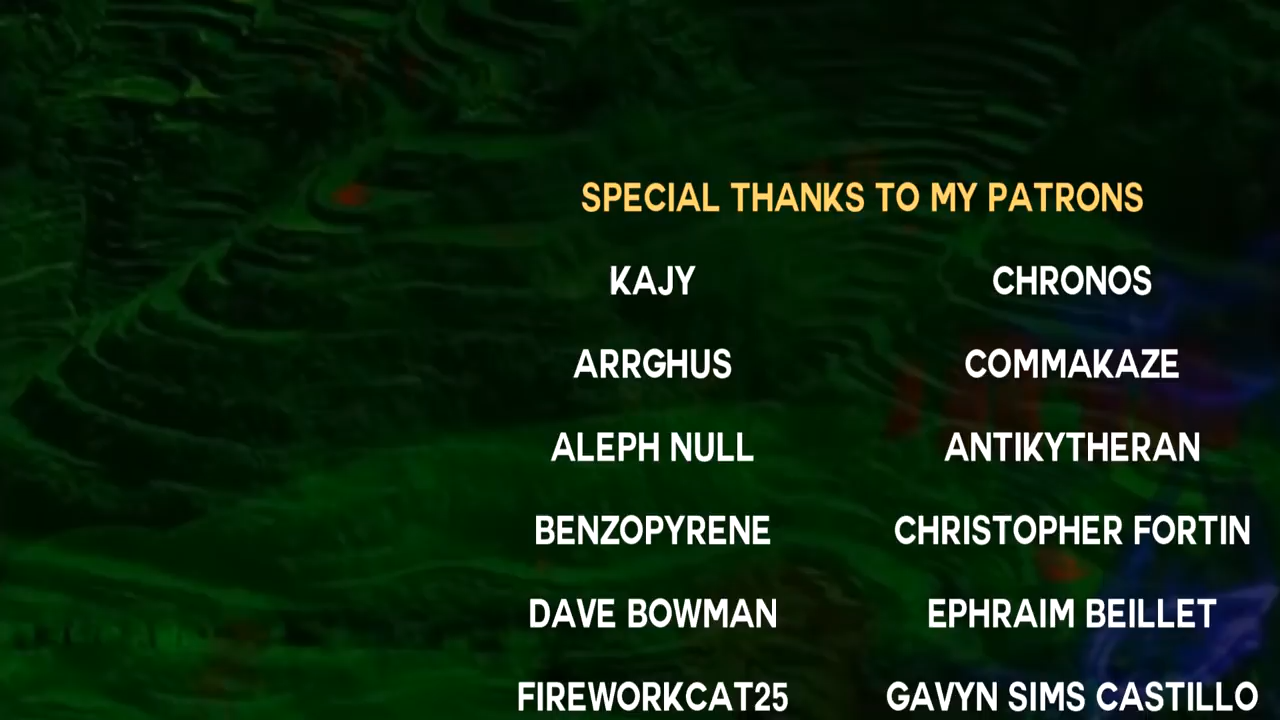 SPECIAL THANKS TO MY PATRONS
KAJY CHRONOS
ARRGHUS COMMAKAZE
ALEPH NULL ANTIKYTHERAN
BENZOPYRENE CHRISTOPHER FORTIN
DAVE BOWMAN EPHRAIM BEILLET
FIREWORKCAT25 GAVYN SIMS CASTILLO